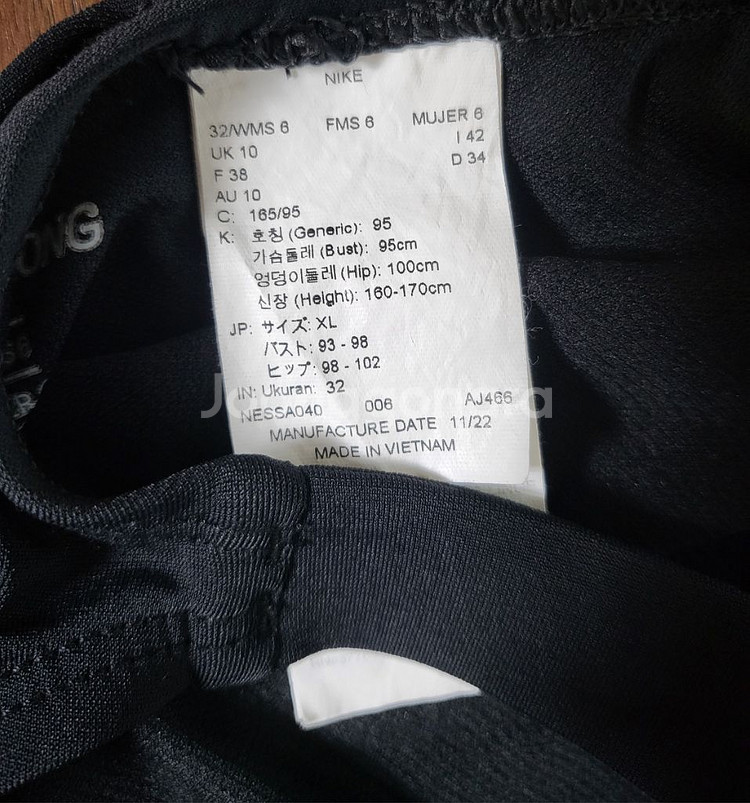 NIKE
32/WMS 6 FMS 6 MUJER 6
UK 10 I 42
F 38 D 34
AU 10
C: 165/95
K: 호칭 (Generic): 95
가슴둘레 (Bust): 95cm
엉덩이둘레 (Hip): 100cm
신장 (Height): 160-170cm
JP: サイズ: XL
バスト: 93 - 98
ヒップ: 98 - 102
IN: Ukuran: 32
NESSA040 006 AJ466
MANUFACTURE DATE 11/22
MADE IN VIETNAM
ONG